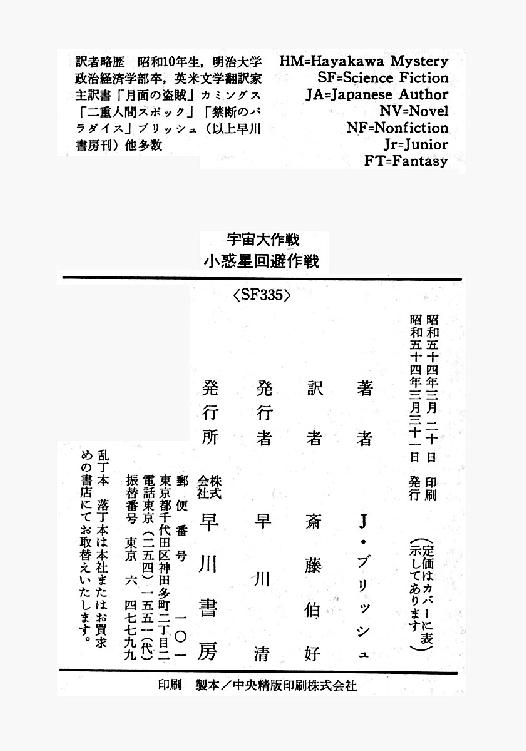 訳者略歴　昭和10年生，明治大学
政治経済学部卒，英米文学翻訳家
主訳書『月面の盗賊』カミングス
『二重人間スポック』『禁断のパ
ラダイス』ブリッシュ（以上早川
書房刊）他多数
HM=Hayakawa Mystery
SF=Science Fiction
JA=Japanese Author
NV=Novel
NF=Nonfiction
Jr=Junior
FT=Fantasy
宇宙大作戦
小惑星回避作戦
〈SF335〉
昭和五十四年三月二十日　印刷
昭和五十四年三月三十一日　発行
（定価はカバーに表
示してあります）
著者　J・ブリッシュ
訳者　斎藤伯好
発行者　早川清
発行所　株式会社　早川書房
郵便番号　一〇一
東京都千代田区神田多町二丁目二
電話東京（二五四）一五五一（代）
振替番号　東京　六　四七七九九
乱丁本　落丁本は本社またはお買求
めの書店にてお取替えいたします。
印刷　製本／中央精版印刷株式会社